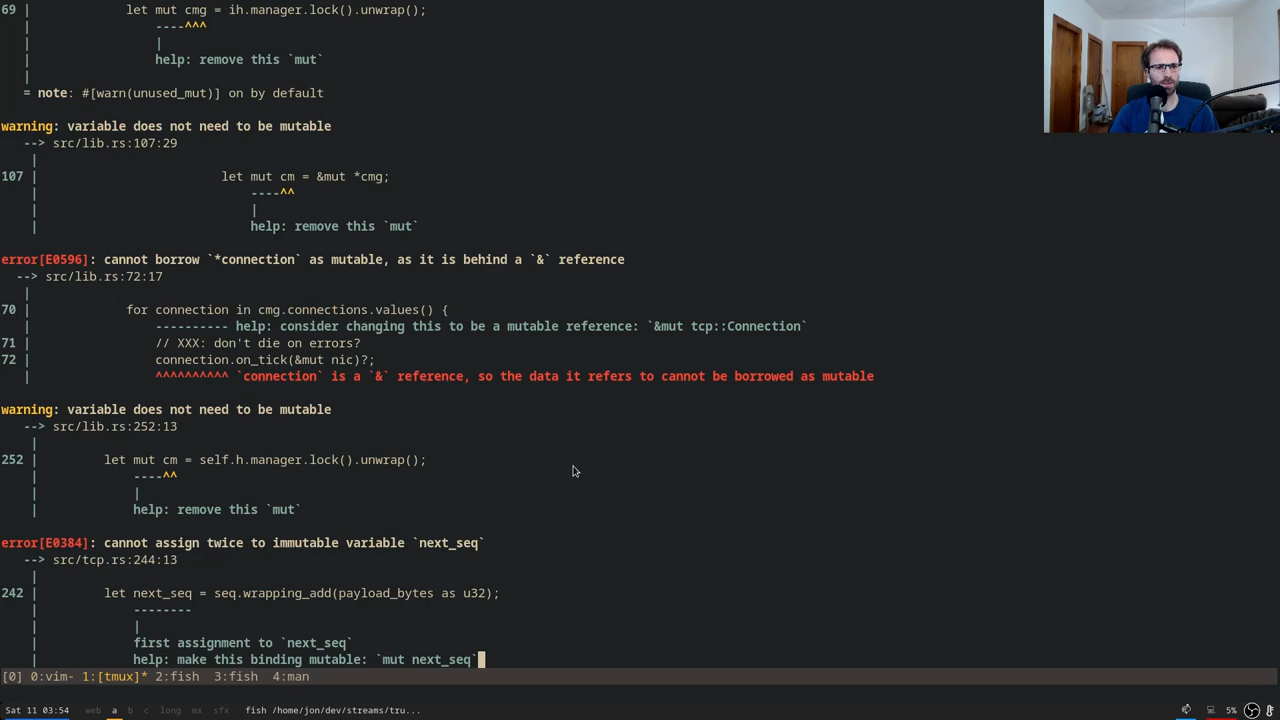 69 |             let mut cmg = ih.manager.lock().unwrap();
   |                 ----^^^
   |                 |
   |                 help: remove this `mut`
   |
   = note: #[warn(unused_mut)] on by default
warning: variable does not need to be mutable
   --> src/lib.rs:107:29
    |
107 |                         let mut cm = &mut *cmg;
    |                             ----^^
    |                             |
    |                             help: remove this `mut`
error[E0596]: cannot borrow `*connection` as mutable, as it is behind a `&` reference
  --> src/lib.rs:72:17
   |
70 |             for connection in cmg.connections.values() {
   |                 ---------- help: consider changing this to be a mutable reference: `&mut tcp::Connection`
71 |                 // XXX: don't die on errors?
72 |                 connection.on_tick(&mut nic)?;
   |                 ^^^^^^^^^^ `connection` is a `&` reference, so the data it refers to cannot be borrowed as mutable
warning: variable does not need to be mutable
   --> src/lib.rs:252:13
    |
252 |         let mut cm = self.h.manager.lock().unwrap();
    |             ----^^
    |             |
    |             help: remove this `mut`
error[E0384]: cannot assign twice to immutable variable `next_seq`
   --> src/tcp.rs:244:13
    |
242 |         let next_seq = seq.wrapping_add(payload_bytes as u32);
    |             --------
    |             |
    |             first assignment to `next_seq`
    |             help: make this binding mutable: `mut next_seq`
[0] 0:vim- 1:[tmux]* 2:fish  3:fish  4:man
Sat 11 03:54 web a b c long mx sfx fish /home/jon/dev/streams/tru... 5%